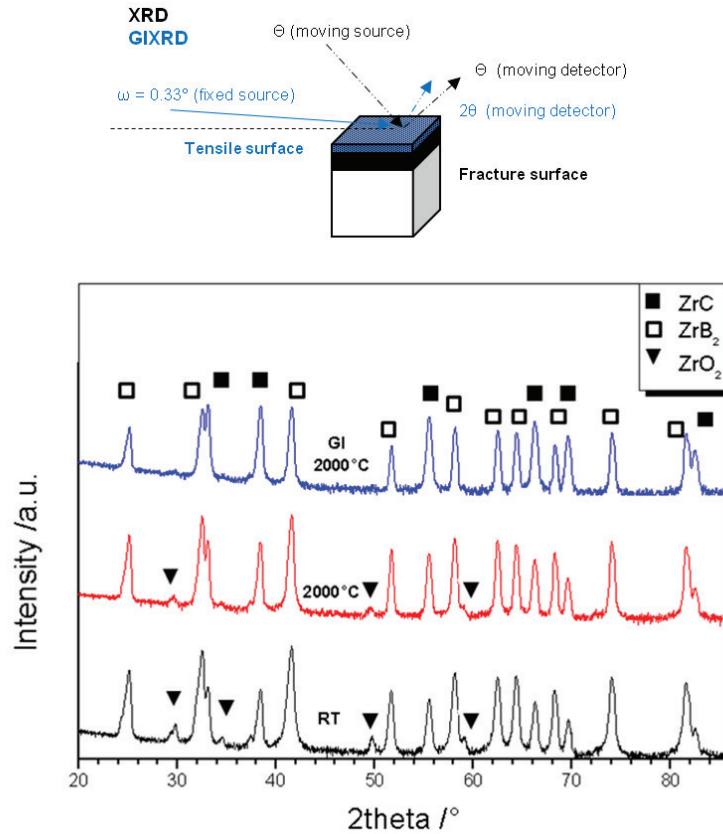 XRD
GIXRD
Θ (moving source)
Θ (moving detector)
ω = 0.33° (fixed source)
2θ (moving detector)
Tensile surface
Fracture surface
ZrC
ZrB₂
ZrO₂
GI
2000°C
2000°C
RT
Intensity /a.u.
20 30 40 50 60 70 80
2theta /°